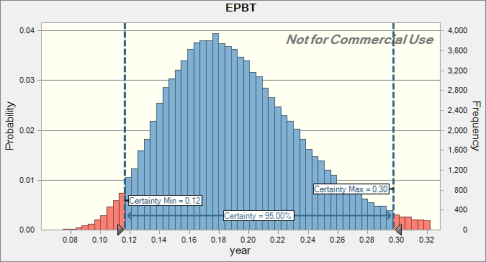 EPBT
Not for Commercial Use
Probability
Frequency
0.04
0.03
0.02
0.01
0.00
4,000
3,600
3,200
2,800
2,400
2,000
1,600
1,200
800
400
0
Certainty Max = 0.30
Certainty Min = 0.12
Certainty = 95.00%
0.08 0.10 0.12 0.14 0.16 0.18 0.20 0.22 0.24 0.26 0.28 0.30 0.32
year